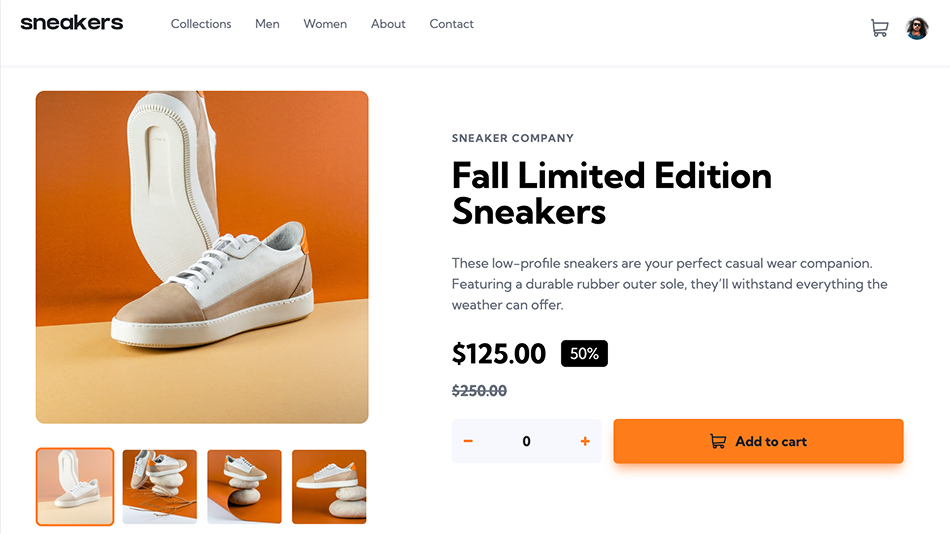 sneakers
Collections Men Women About Contact
SNEAKER COMPANY
Fall Limited Edition
Sneakers
These low-profile sneakers are your perfect casual wear companion.
Featuring a durable rubber outer sole, they’ll withstand everything the
weather can offer.
$125.00 50%
$250.00
− 0 +
Add to cart